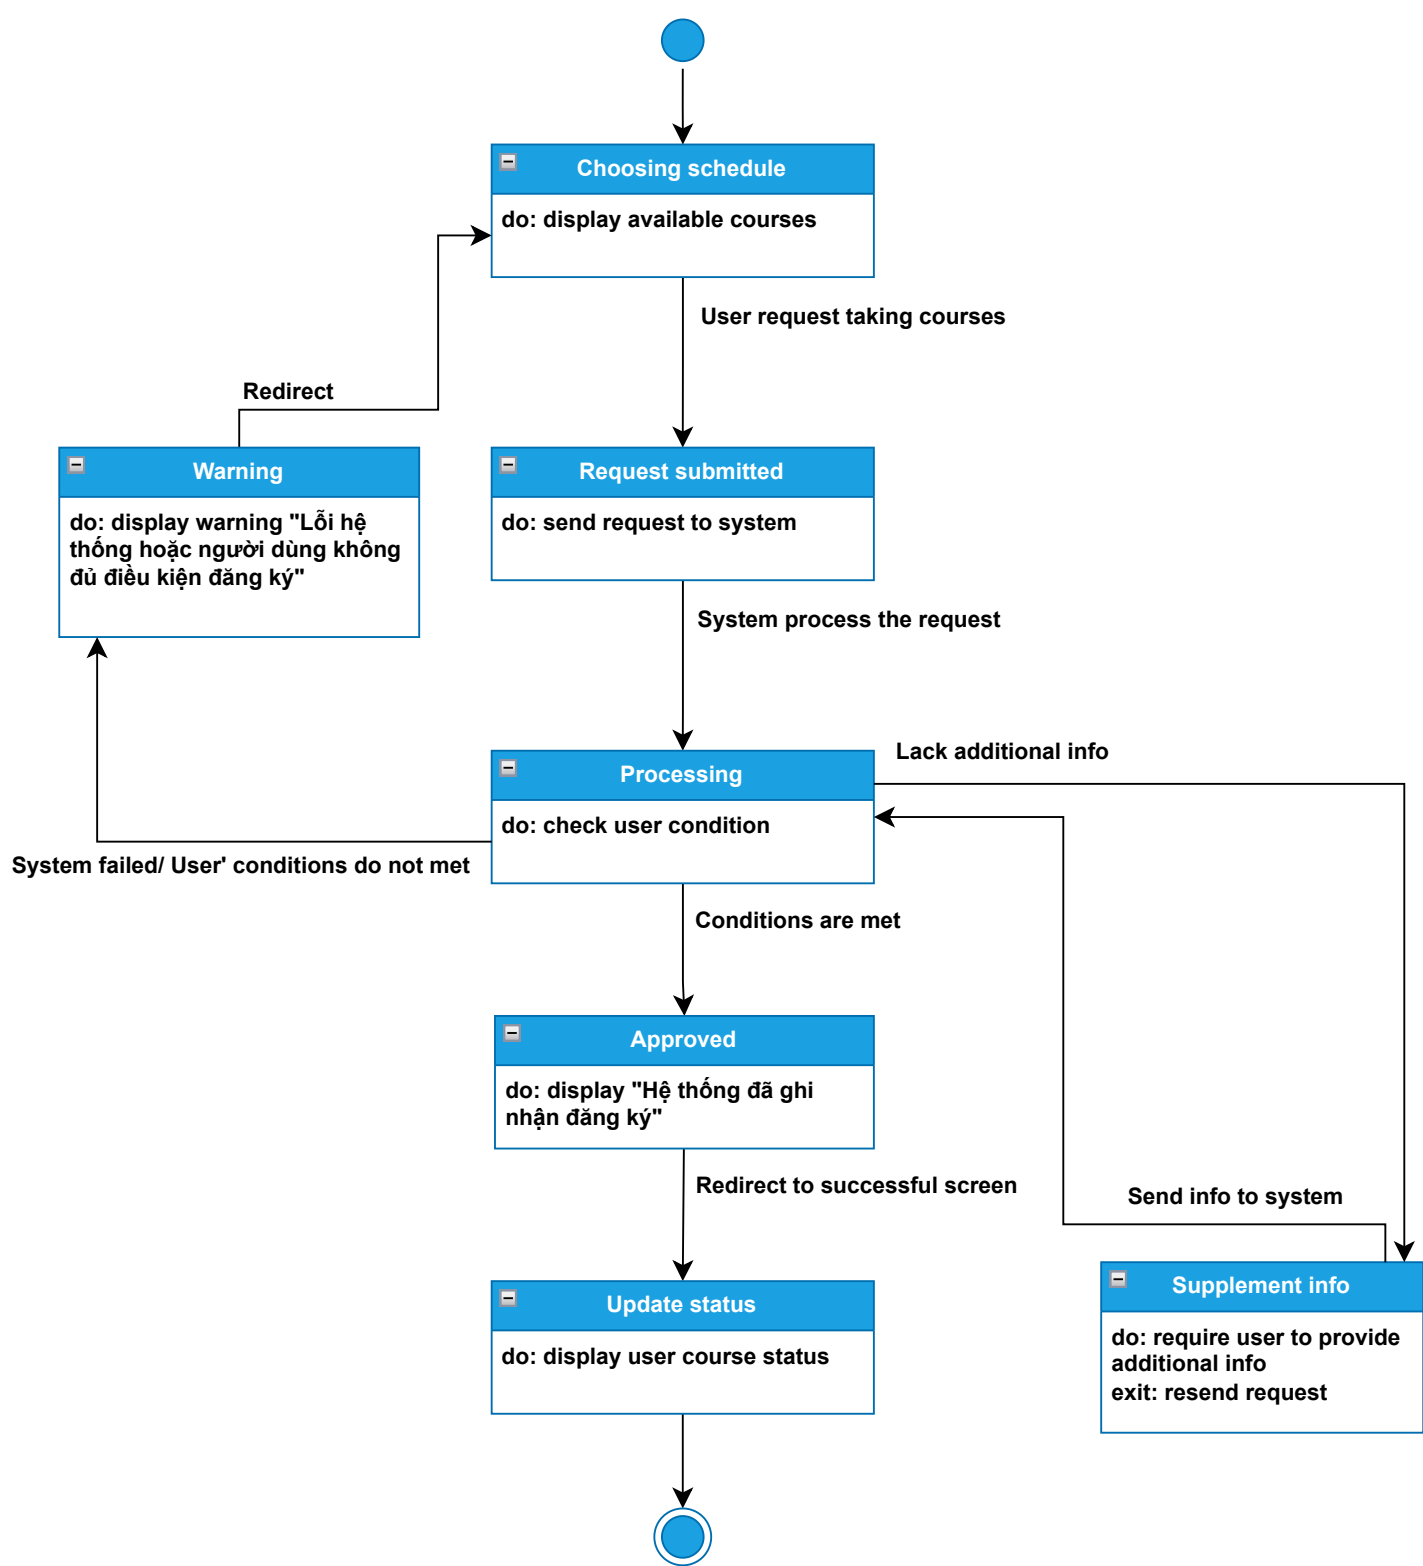 Choosing schedule
do: display available courses
User request taking courses
Redirect
Warning
do: display warning "Lỗi hệ
thống hoặc người dùng không
đủ điều kiện đăng ký"
Request submitted
do: send request to system
System process the request
Lack additional info
Processing
do: check user condition
System failed/ User' conditions do not met
Conditions are met
Approved
do: display "Hệ thống đã ghi
nhận đăng ký"
Redirect to successful screen
Send info to system
Update status
do: display user course status
Supplement info
do: require user to provide
additional info
exit: resend request